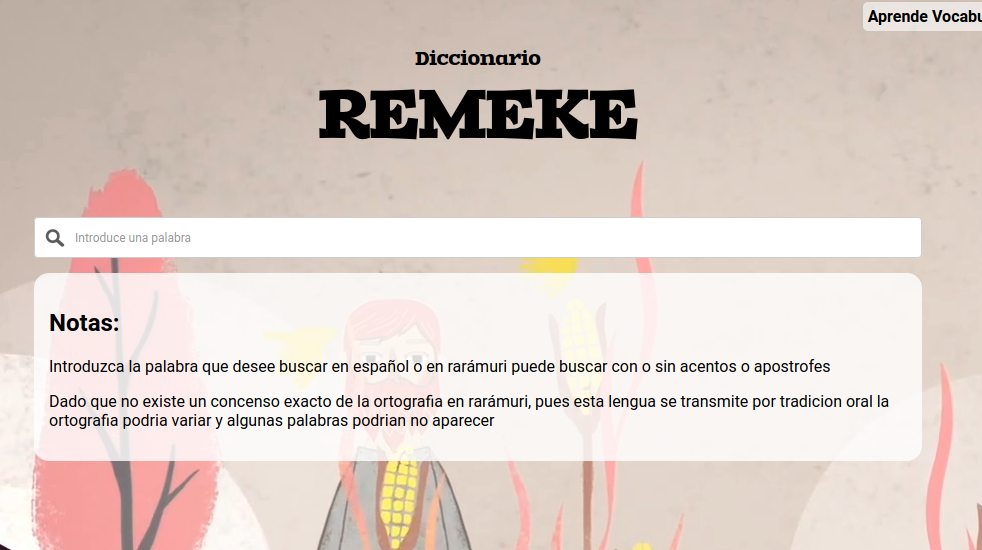 Aprende Vocabu
Diccionario
REMEKE
Introduce una palabra
Notas:
Introduzca la palabra que desee buscar en español o en rarámuri puede buscar con o sin acentos o apostrofes
Dado que no existe un concenso exacto de la ortografia en rarámuri, pues esta lengua se transmite por tradicion oral la
ortografia podria variar y algunas palabras podrian no aparecer